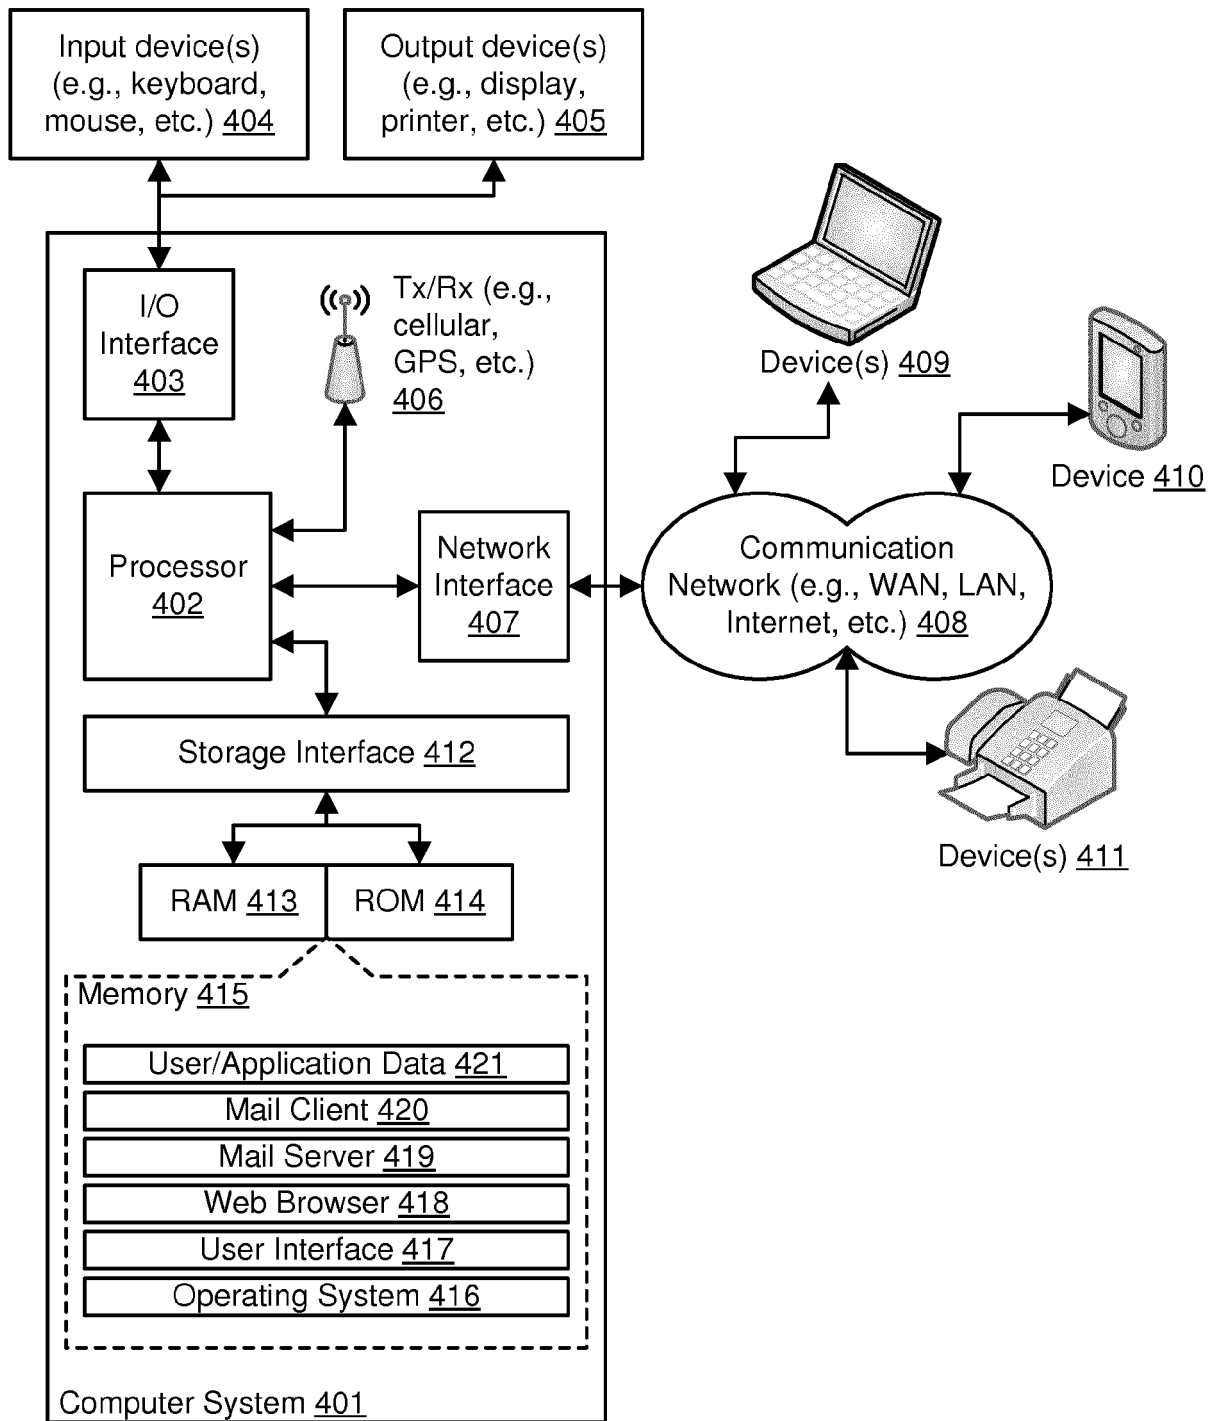 Input device(s)
(e.g., keyboard,
mouse, etc.) 404
Output device(s)
(e.g., display,
printer, etc.) 405
I/O
Interface
403
Tx/Rx (e.g.,
cellular,
GPS, etc.)
406
Device(s) 409
Device 410
Processor
402
Network
Interface
407
Communication
Network (e.g., WAN, LAN,
Internet, etc.) 408
Storage Interface 412
Device(s) 411
RAM 413
ROM 414
Memory 415
User/Application Data 421
Mail Client 420
Mail Server 419
Web Browser 418
User Interface 417
Operating System 416
Computer System 401